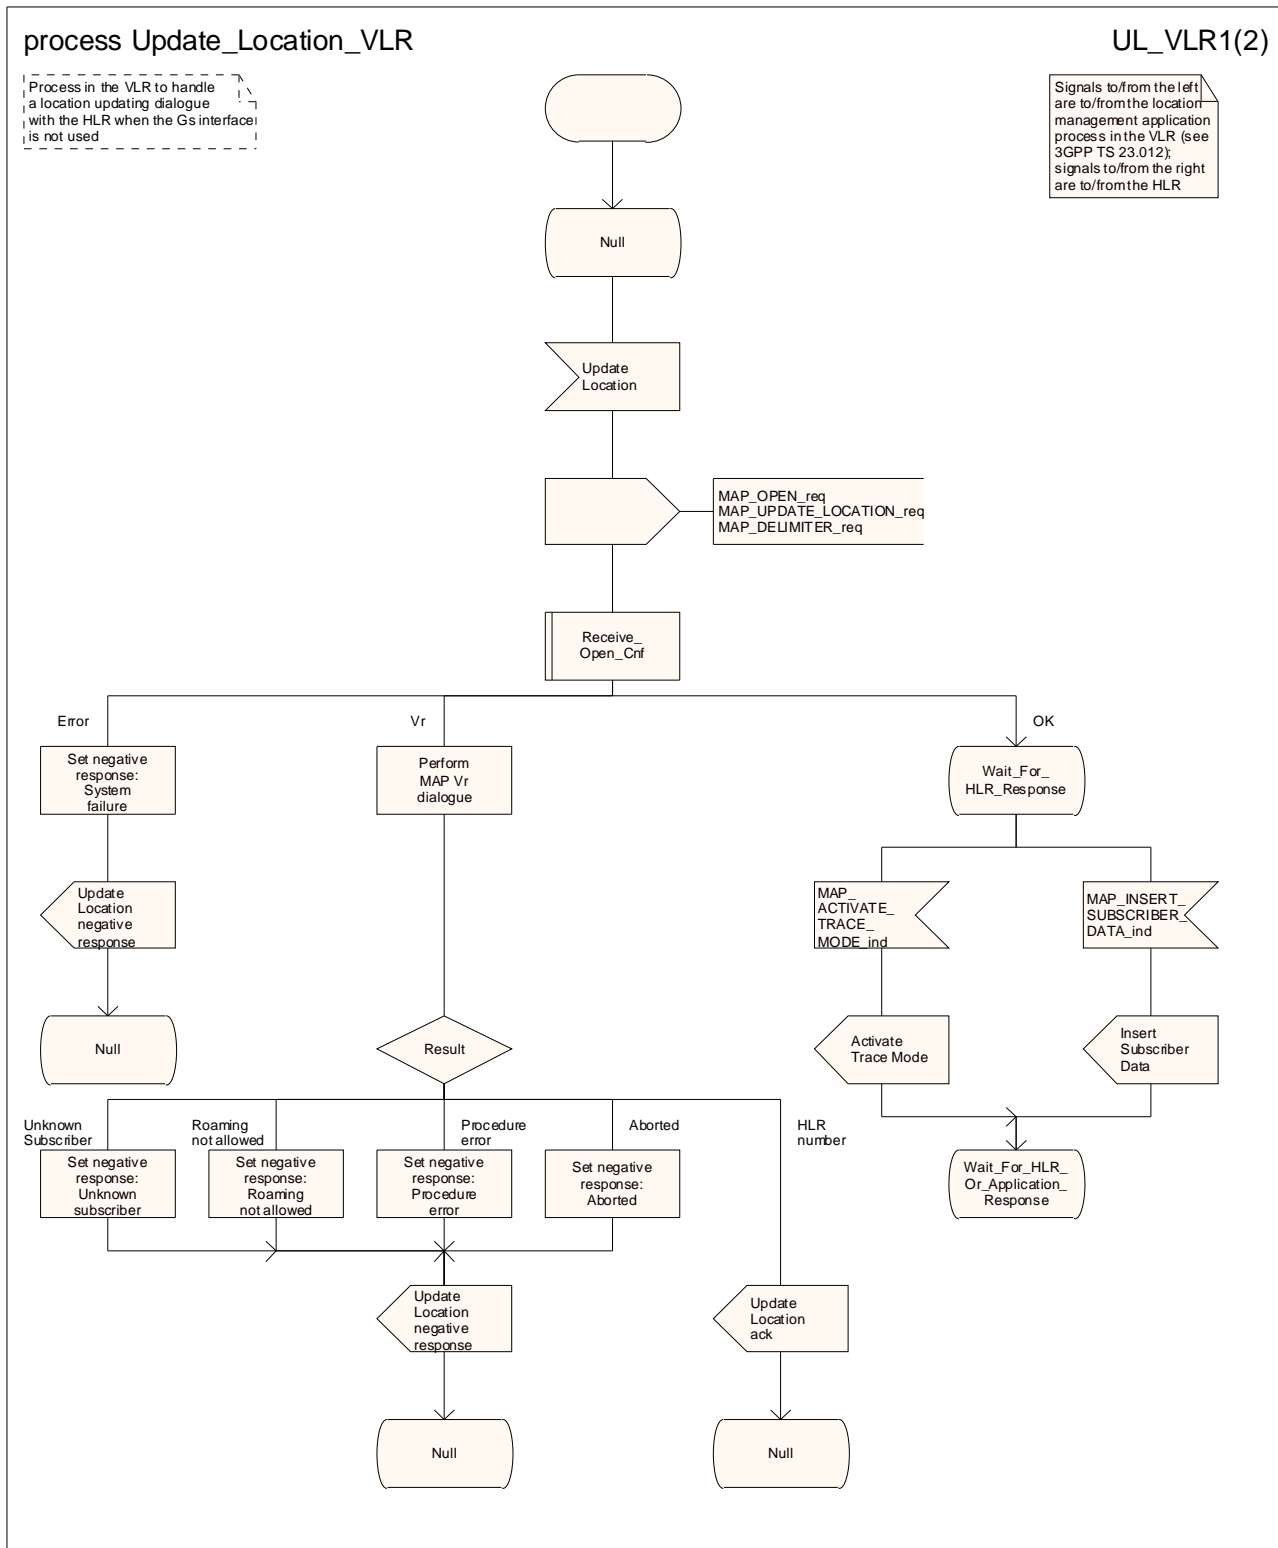 process Update_Location_VLR
UL_VLR1(2)
Process in the VLR to handle
a location updating dialogue
with the HLR when the Gs interface
is not used
Signals to/from the left
are to/from the location
management application
process in the VLR (see
3GPP TS 23.012);
signals to/from the right
are to/from the HLR
Null
Update
Location
MAP_OPEN_req
MAP_UPDATE_LOCATION_req
MAP_DELIMITER_req
Receive_
Open_Cnf
Error
Vr
OK
Set negative
response:
System
failure
Perform
MAP Vr
dialogue
Wait_For_
HLR_Response
Update
Location
negative
response
MAP_
ACTIVATE_
TRACE_
MODE_ind
MAP_INSERT_
SUBSCRIBER_
DATA_ind
Null
Result
Activate
Trace Mode
Insert
Subscriber
Data
Unknown
Subscriber
Roaming
not allowed
Procedure
error
Aborted
HLR
number
Set negative
response:
Unknown
subscriber
Set negative
response:
Roaming
not allowed
Set negative
response:
Procedure
error
Set negative
response:
Aborted
Wait_For_HLR_
Or_Application_
Response
Update
Location
negative
response
Update
Location
ack
Null
Null